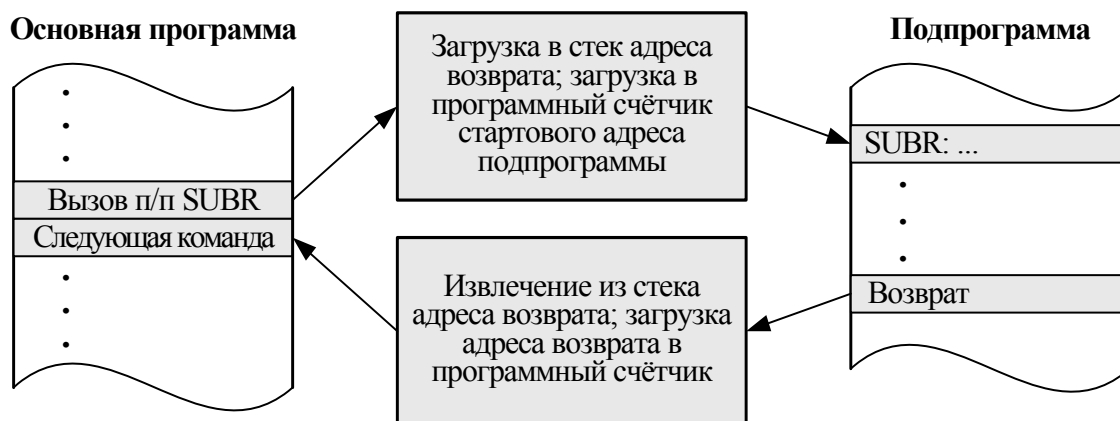 Основная программа
Загрузка в стек адреса
возврата; загрузка в
программный счётчик
стартового адреса
подпрограммы
Подпрограмма
Вызов п/п SUBR
Следующая команда
SUBR: ...
Возврат
Извлечение из стека
адреса возврата; загрузка
адреса возврата в
программный счётчик